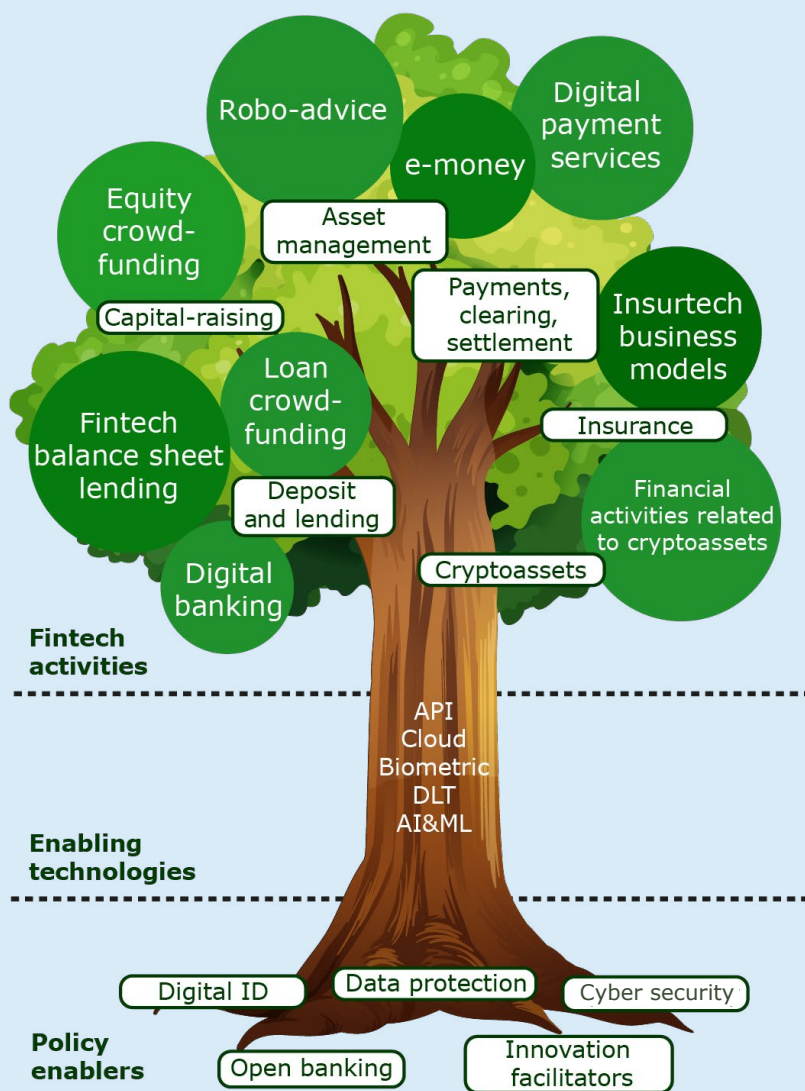 Robo-advice
Digital
payment
services
e-money
Equity
crowd-
funding
Asset
management
Payments,
clearing,
settlement
Insurtech
business
models
Capital-raising
Loan
crowd-
funding
Fintech
balance sheet
lending
Insurance
Deposit
and lending
Financial
activities related
to cryptoassets
Cryptoassets
Digital
banking
Fintech
activities
API
Cloud
Biometric
DLT
AI&ML
Enabling
technologies
Digital ID
Data protection
Cyber security
Policy
enablers
Open banking
Innovation
facilitators